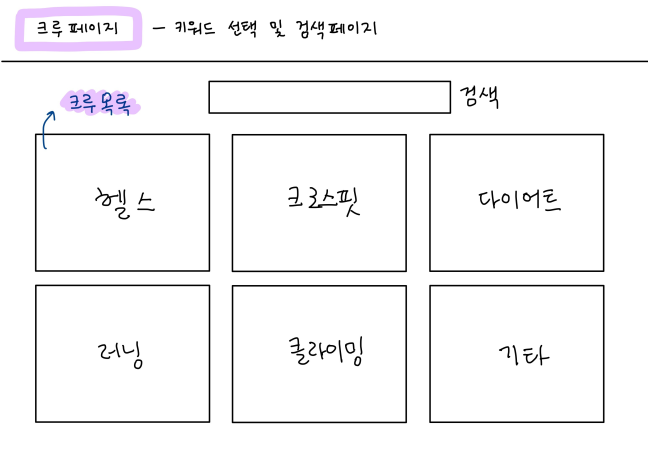 크루페이지 - 키워드 선택 및 검색페이지
크루목록
검색
헬스 크로스핏 다이어트
러닝 클라이밍 기타